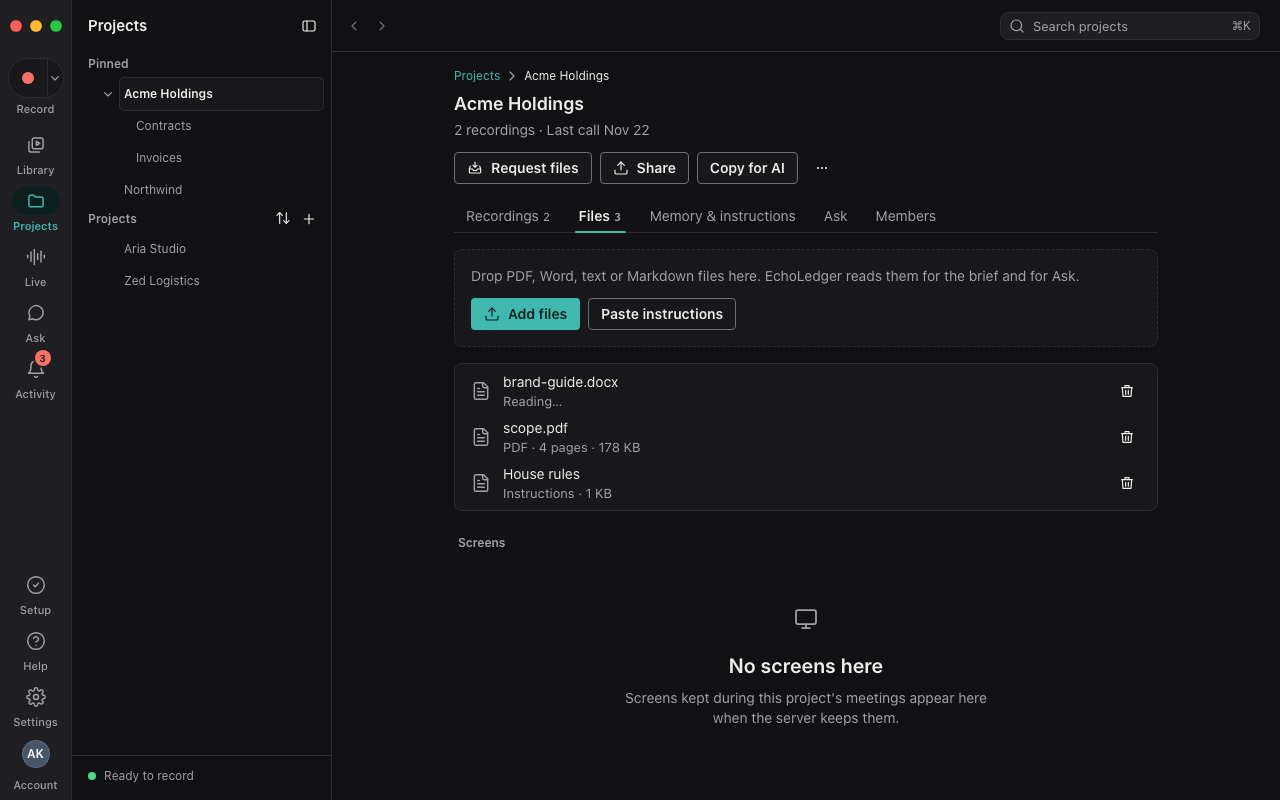 Record
Library
Projects
Live
Ask
3
Activity
Setup
Help
Settings
AK
Account
Projects
Pinned
Acme Holdings
Contracts
Invoices
Northwind
Projects
Aria Studio
Zed Logistics
Ready to record
Search projects ⌘K
Projects Acme Holdings
Acme Holdings
2 recordings · Last call Nov 22
Request files Share Copy for AI ···
Recordings 2 Files 3 Memory & instructions Ask Members
Drop PDF, Word, text or Markdown files here. EchoLedger reads them for the brief and for Ask.
Add files Paste instructions
brand-guide.docx
Reading…
scope.pdf
PDF · 4 pages · 178 KB
House rules
Instructions · 1 KB
Screens
No screens here
Screens kept during this project's meetings appear here
when the server keeps them.